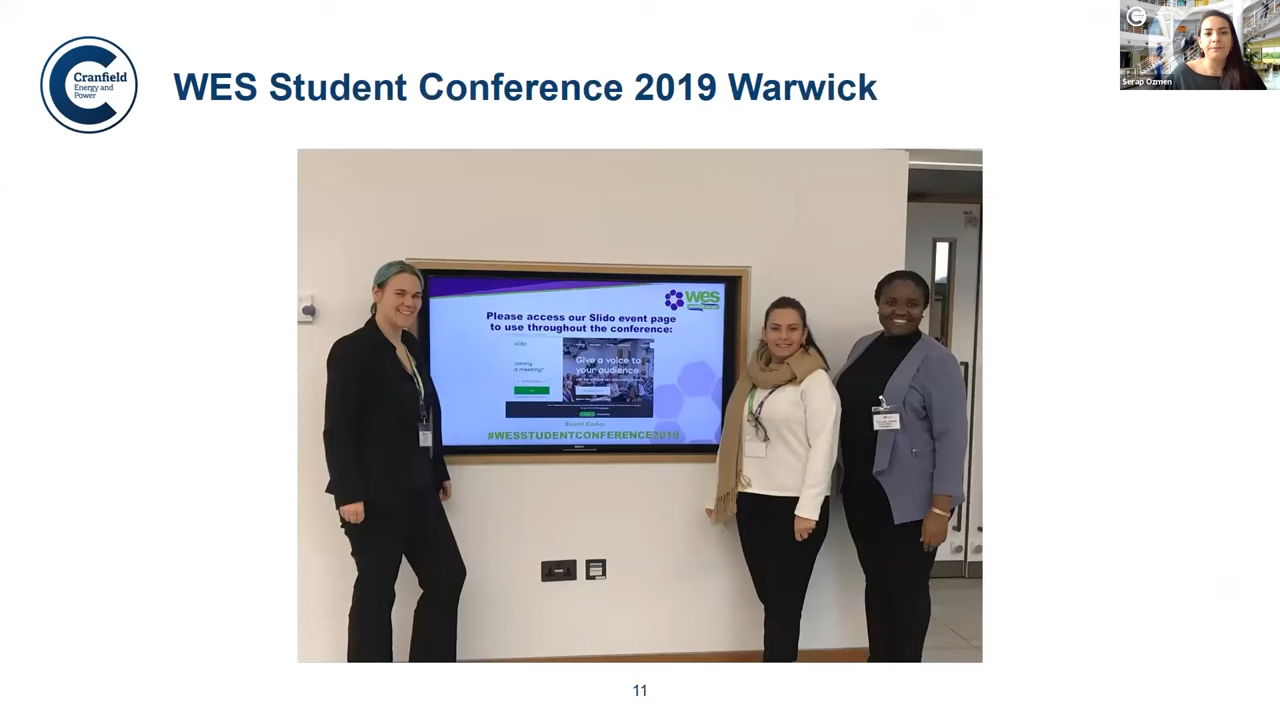 Cranfield
Energy and
Power
WES Student Conference 2019 Warwick
Serap Ozmen
wes
Please access our Slido event page
to use throughout the conference:
slido
Joining
a meeting?
Give a voice to
your audience
Event Code:
#WESSTUDENTCONFERENCE2019
11